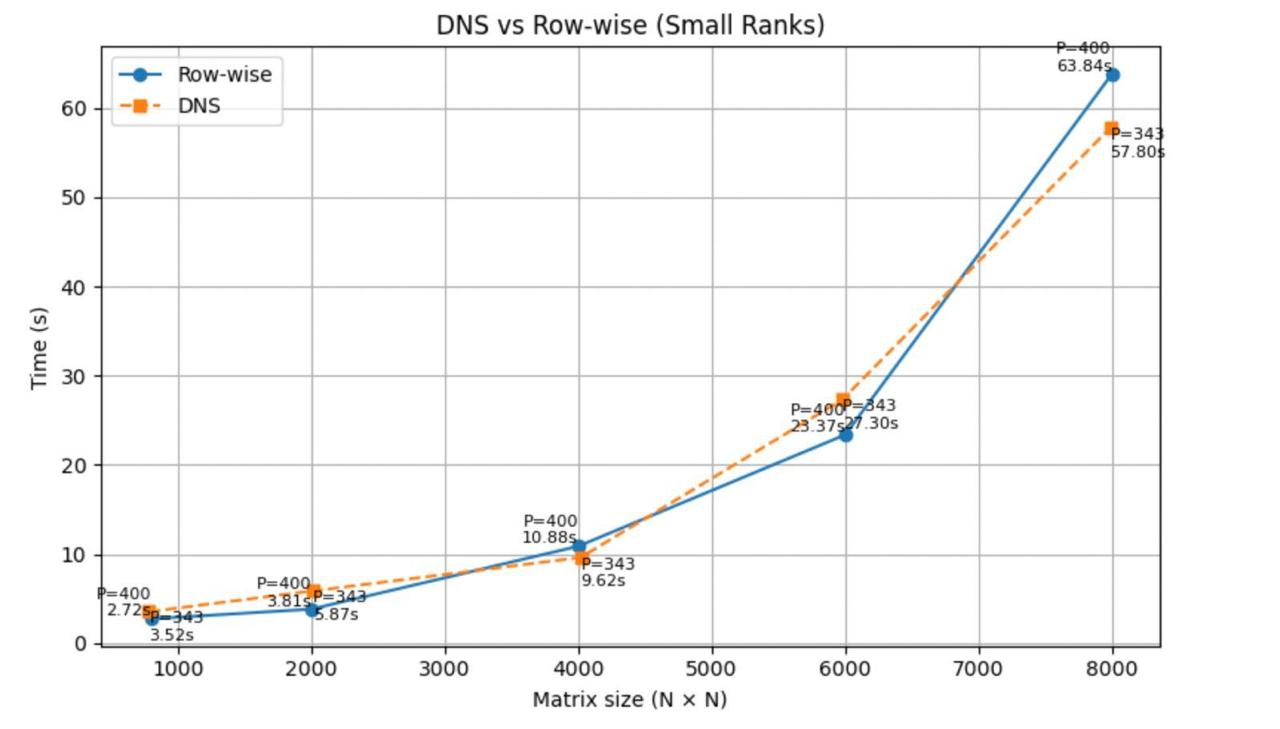 DNS vs Row-wise (Small Ranks)
Row-wise
DNS
Time (s)
60
50
40
30
20
10
0
P=400
63.84s
P=343
57.80s
P=400
23.37s
P=343
27.30s
P=400
10.88s
P=343
9.62s
P=400
3.81s
P=343
5.87s
P=400
2.72s
P=343
3.52s
1000
2000
3000
4000
5000
6000
7000
8000
Matrix size (N × N)